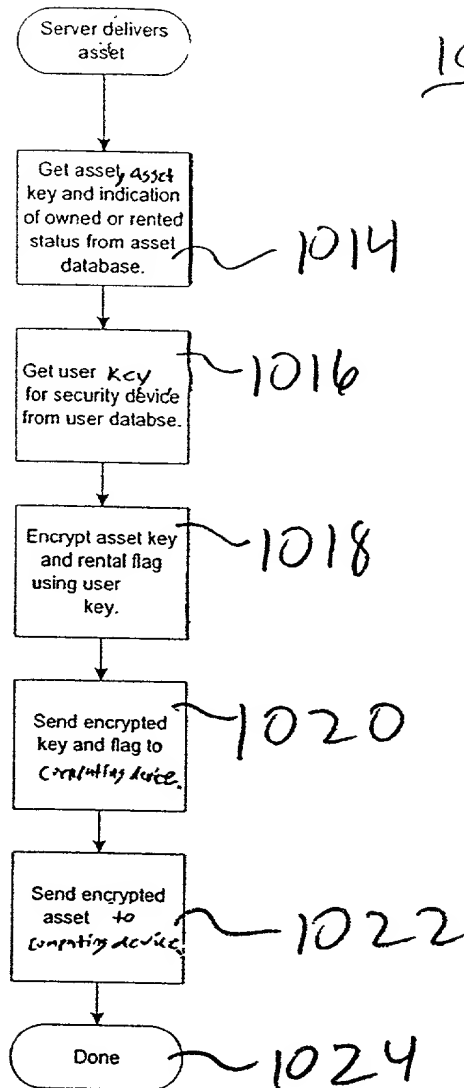 Server delivers
asset
10
Get asset, asset
key and indication
of owned or rented
status from asset
database.
1014
Get user key
for security device
from user databse.
1016
Encrypt asset key
and rental flag
using user
key.
1018
Send encrypted
key and flag to
computing device.
1020
Send encrypted
asset to
computing device.
1022
Done
1024